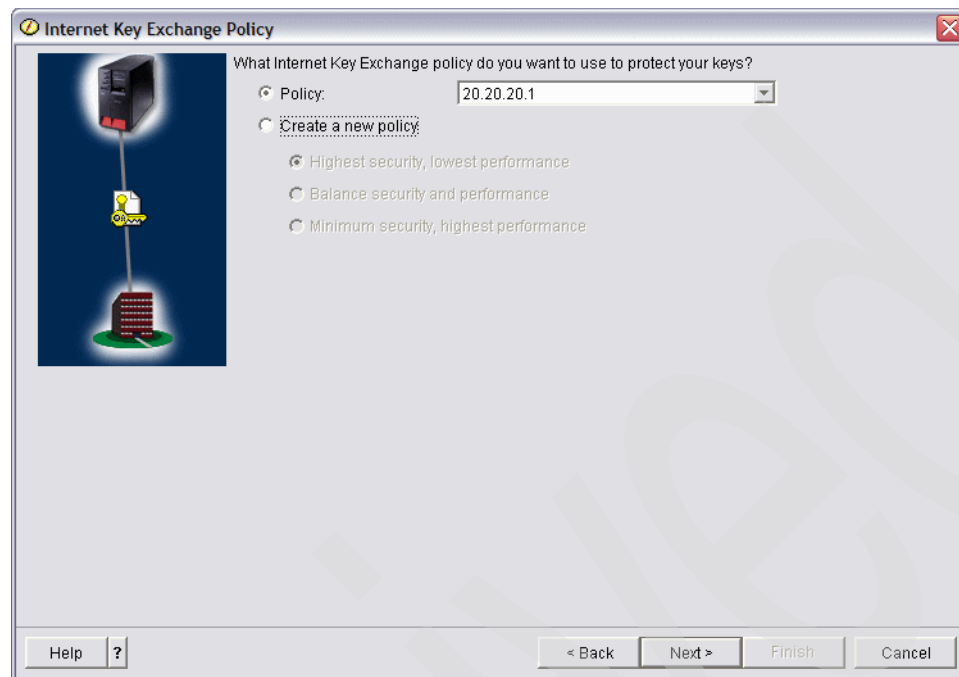 Internet Key Exchange Policy
What Internet Key Exchange policy do you want to use to protect your keys?
Policy: 20.20.20.1
Create a new policy
Highest security, lowest performance
Balance security and performance
Minimum security, highest performance
Help ? < Back Next > Finish Cancel